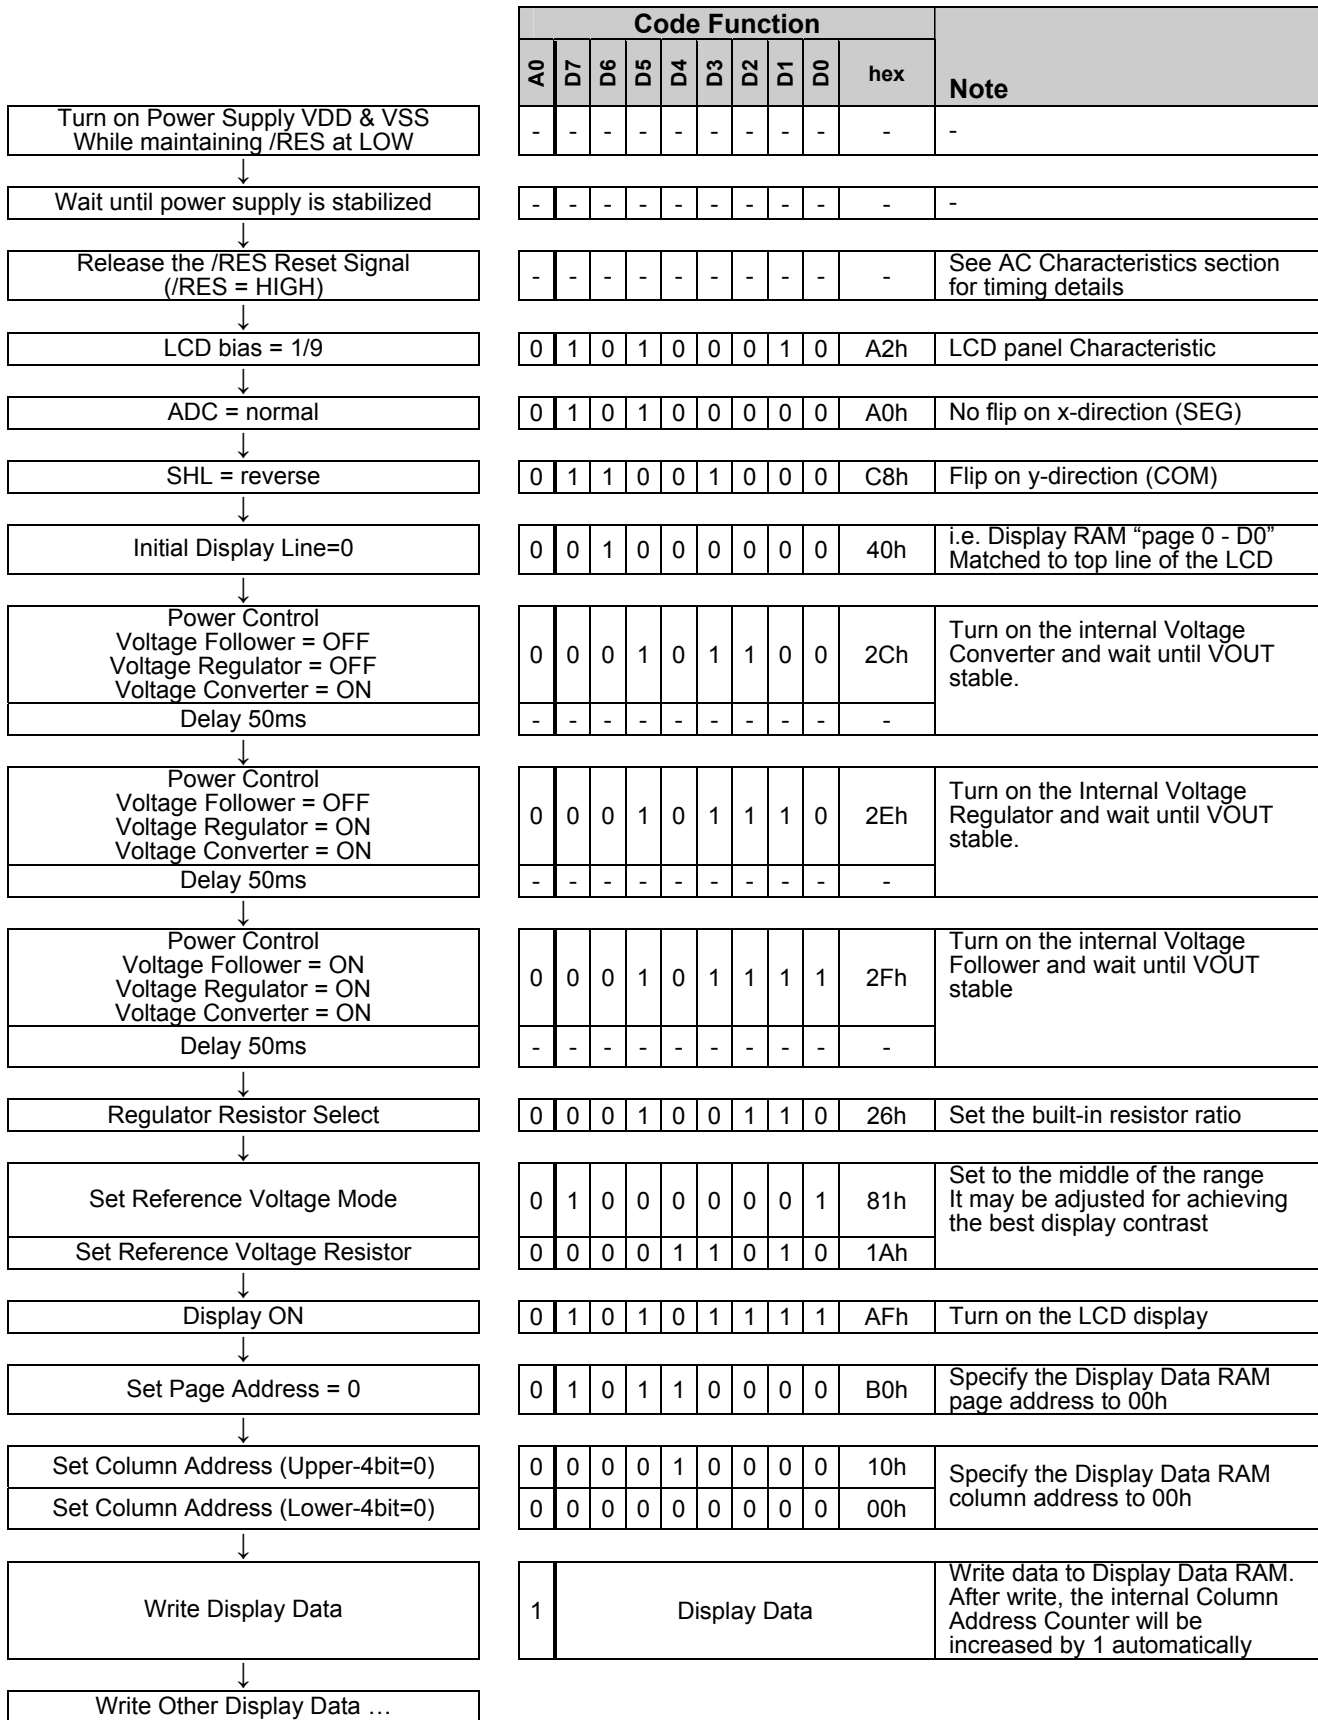 Code Function
A0 D7 D6 D5 D4 D3 D2 D1 D0 hex Note
Turn on Power Supply VDD & VSS
While maintaining /RES at LOW
- - - - - - - - - - -
↓
Wait until power supply is stabilized - - - - - - - - - - -
↓
Release the /RES Reset Signal
(/RES = HIGH)
- - - - - - - - - -
See AC Characteristics section
for timing details
↓
LCD bias = 1/9 0 1 0 1 0 0 0 1 0 A2h LCD panel Characteristic
↓
ADC = normal 0 1 0 1 0 0 0 0 0 A0h No flip on x-direction (SEG)
↓
SHL = reverse 0 1 1 0 0 1 0 0 0 C8h Flip on y-direction (COM)
↓
Initial Display Line=0 0 0 1 0 0 0 0 0 0 40h
i.e. Display RAM “page 0 - D0”
Matched to top line of the LCD
↓
Power Control
Voltage Follower = OFF
Voltage Regulator = OFF
Voltage Converter = ON
0 0 0 1 0 1 1 0 0 2Ch
Turn on the internal Voltage
Converter and wait until VOUT
stable.
Delay 50ms - - - - - - - - - -
↓
Power Control
Voltage Follower = OFF
Voltage Regulator = ON
Voltage Converter = ON
0 0 0 1 0 1 1 1 0 2Eh
Turn on the Internal Voltage
Regulator and wait until VOUT
stable.
Delay 50ms - - - - - - - - - -
↓
Power Control
Voltage Follower = ON
Voltage Regulator = ON
Voltage Converter = ON
0 0 0 1 0 1 1 1 1 2Fh
Turn on the internal Voltage
Follower and wait until VOUT
stable
Delay 50ms - - - - - - - - - -
↓
Regulator Resistor Select 0 0 0 1 0 0 1 1 0 26h Set the built-in resistor ratio
↓
Set Reference Voltage Mode 0 1 0 0 0 0 0 0 1 81h
Set to the middle of the range
It may be adjusted for achieving
the best display contrast
Set Reference Voltage Resistor 0 0 0 0 1 1 0 1 0 1Ah
↓
Display ON 0 1 0 1 0 1 1 1 1 AFh Turn on the LCD display
↓
Set Page Address = 0 0 1 0 1 1 0 0 0 0 B0h
Specify the Display Data RAM
page address to 00h
↓
Set Column Address (Upper-4bit=0) 0 0 0 0 1 0 0 0 0 10h
Set Column Address (Lower-4bit=0) 0 0 0 0 0 0 0 0 0 00h
Specify the Display Data RAM
column address to 00h
↓
Write Display Data 1 Display Data
Write data to Display Data RAM.
After write, the internal Column
Address Counter will be
increased by 1 automatically
↓
Write Other Display Data …